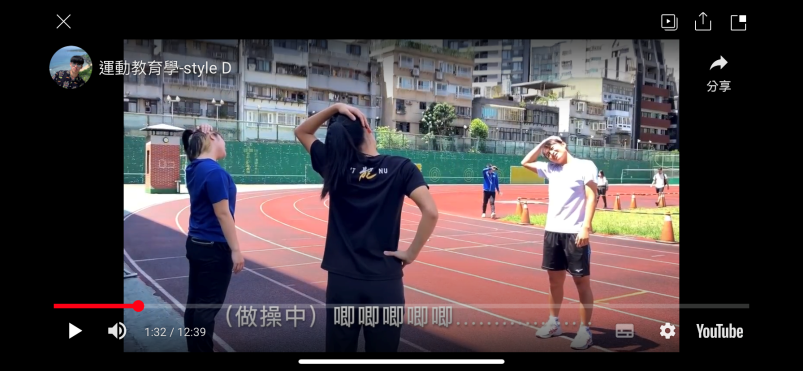 運動教育學-style D
分享
NU
(做操中) 唧唧唧唧唧................
1:32 / 12:39
YouTube